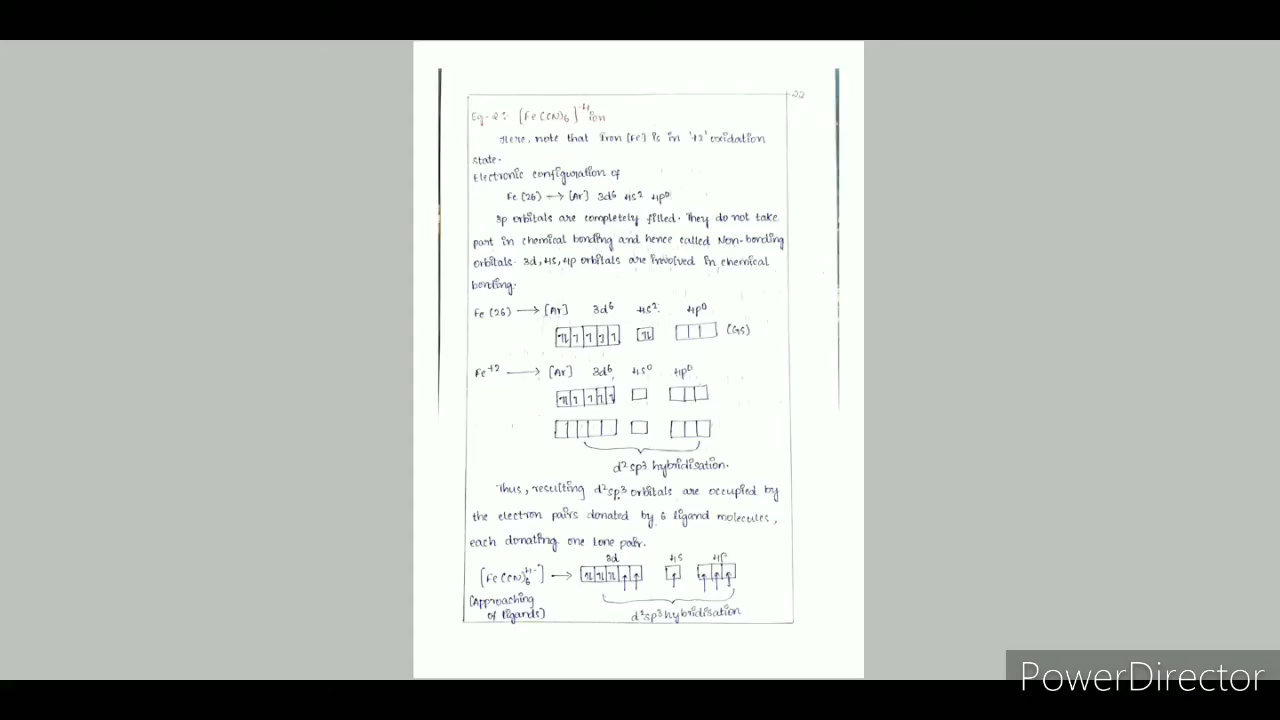 22
Eg-2:- [Fe(CN)6]-4 ion
Here, note that iron [Fe] is in '+2' oxidation
state.
Electronic configuration of
Fe (26) → [Ar] 3d6 4s2 4p0
3p orbitals are completely filled. They do not take
part in chemical bonding and hence called Non-bonding
orbitals. 3d, 4s, 4p orbitals are involved in chemical
bonding.
Fe (26) → [Ar] 3d6 4s2 4p0
(GS)
Fe+2 → [Ar] 3d6 4s0 4p0
d2sp3 hybridisation.
Thus, resulting d2sp3 orbitals are occupied by
the electron pairs donated by 6 ligand molecules,
each donating one lone pair.
3d 4s 4p
[Fe(CN)6 4-] →
(Approaching
of ligands)
d2sp3 hybridisation
PowerDirector